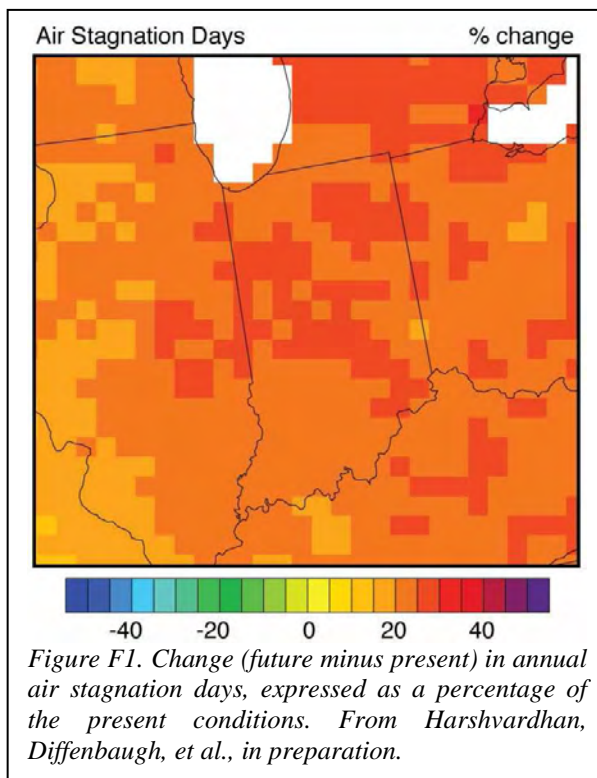 Air Stagnation Days % change
-40 -20 0 20 40
Figure F1. Change (future minus present) in annual
air stagnation days, expressed as a percentage of
the present conditions. From Harshvardhan,
Diffenbaugh, et al., in preparation.